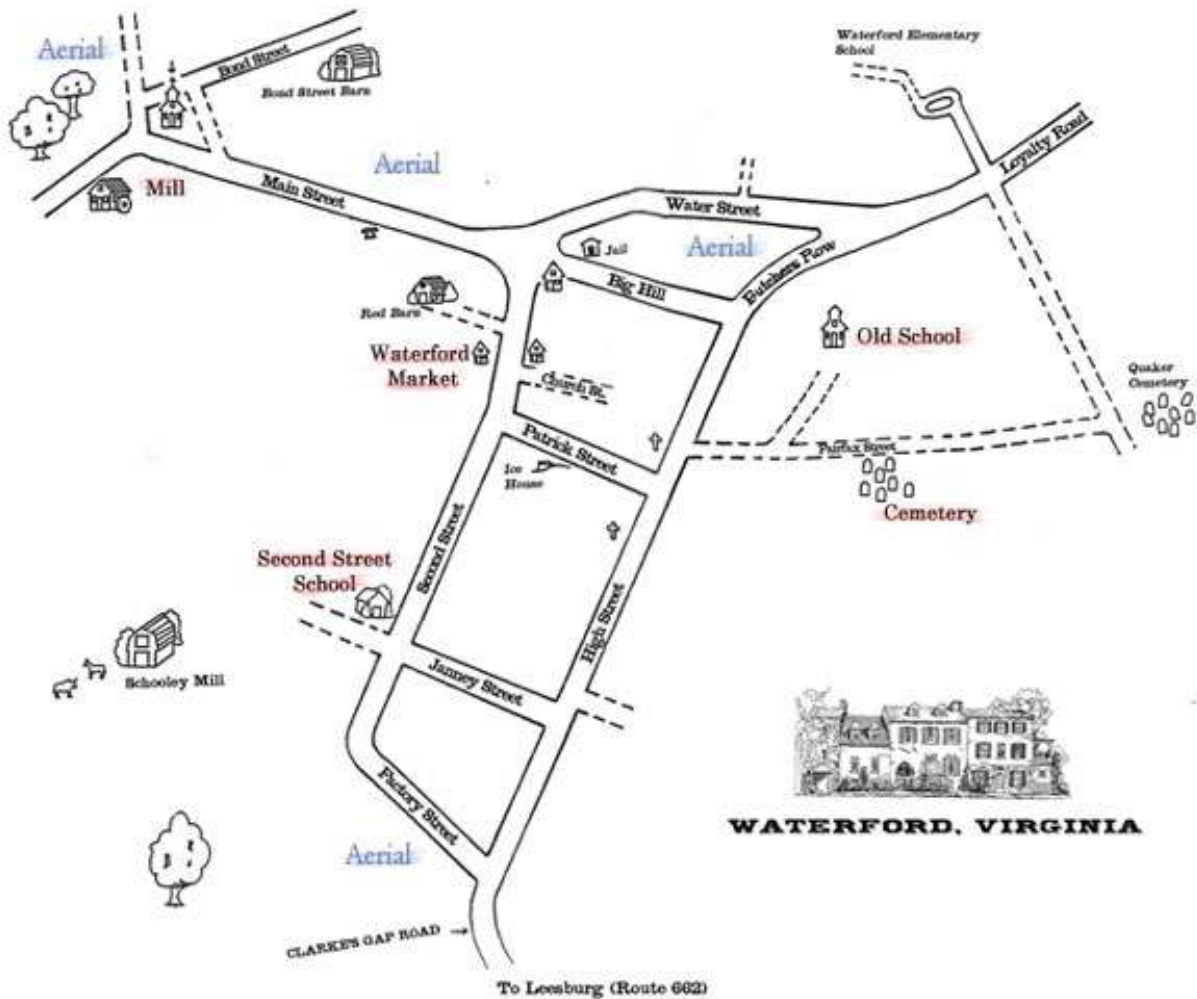 Waterford Elementary
School
Aerial
Bond Street
Bond Street Barn
Loyalty Road
Aerial
Mill
Main Street
Water Street
Jail
Aerial
Big Hill
Butchers Row
Red Barn
Old School
Waterford
Market
Church St.
Quaker
Cemetery
Patrick Street
Fairfax Street
Ice
House
Cemetery
Second Street
Second Street
School
High Street
Schooley Mill
Janney Street
Factory Street
WATERFORD, VIRGINIA
Aerial
CLARKE'S GAP ROAD →
To Leesburg (Route 662)